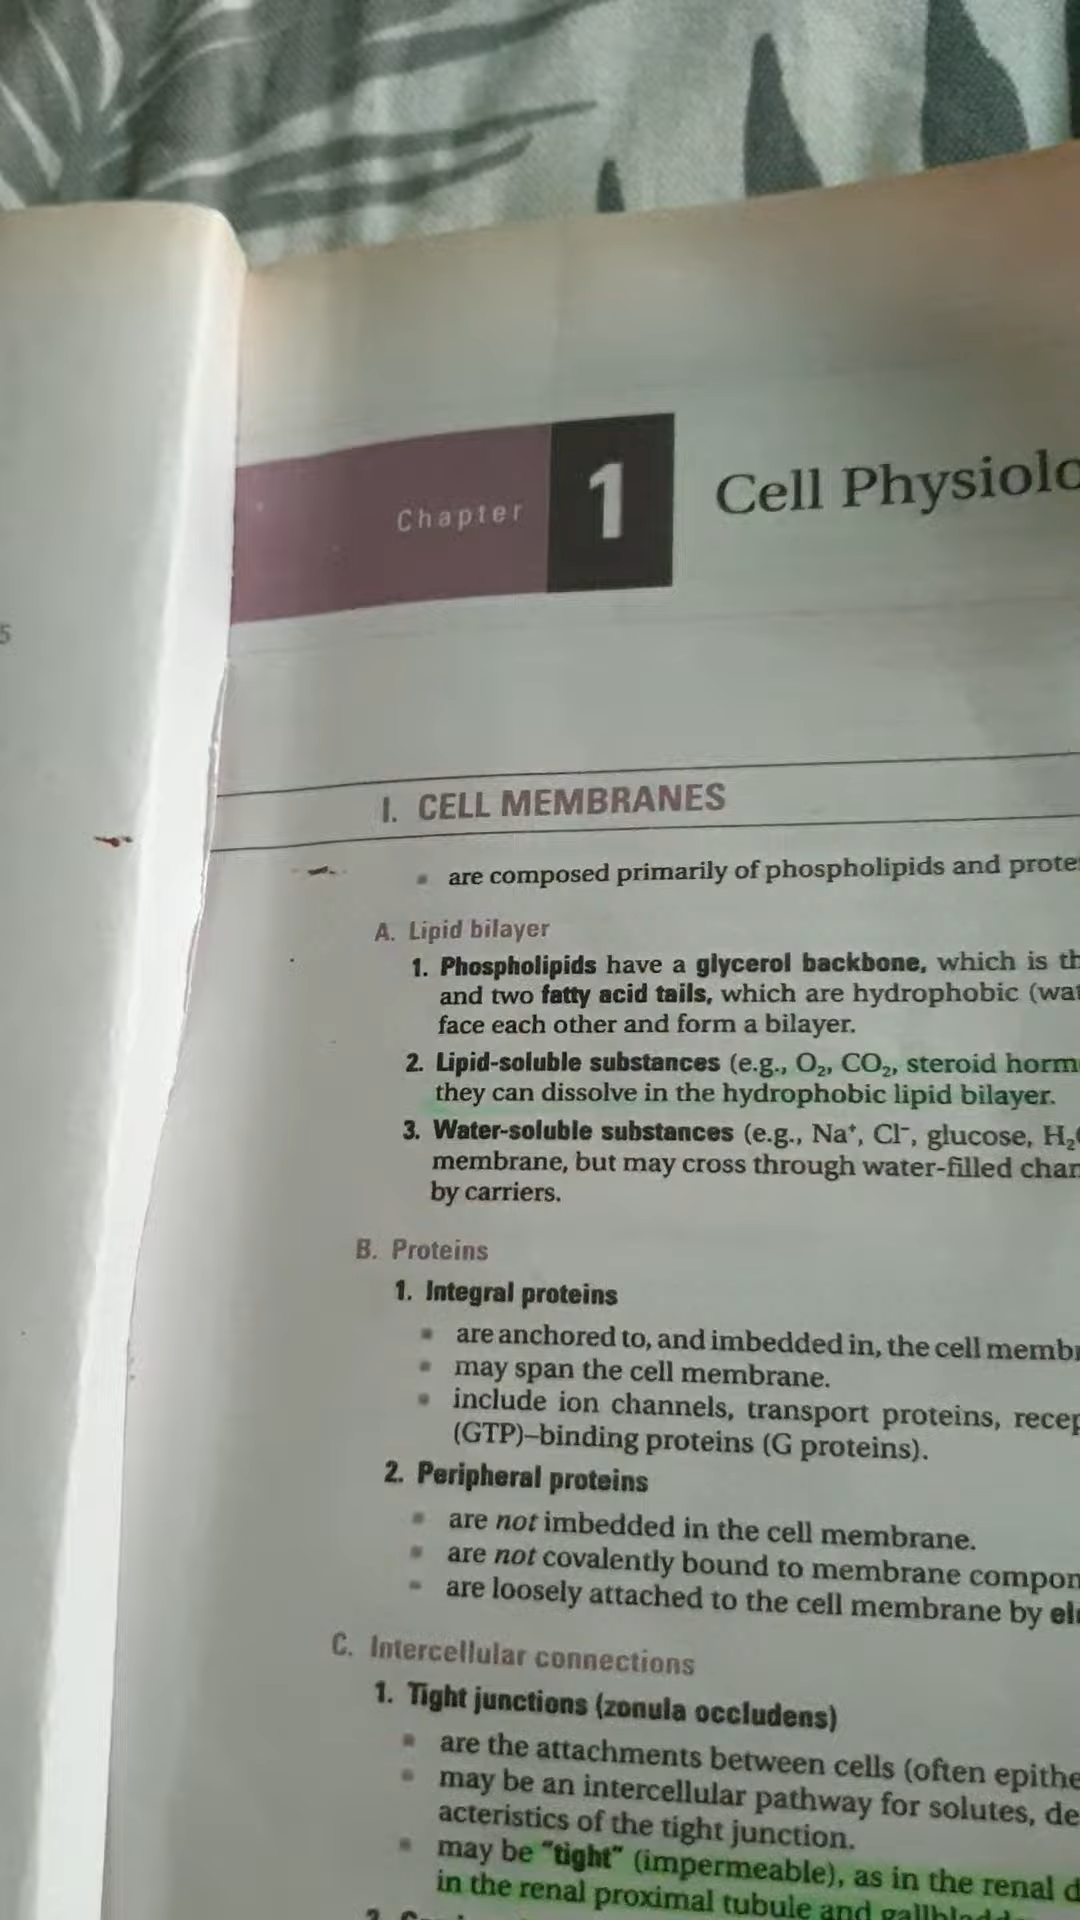 5
Chapter 1 Cell Physiolo
I. CELL MEMBRANES
▪ are composed primarily of phospholipids and prote
A. Lipid bilayer
1. Phospholipids have a glycerol backbone, which is th
and two fatty acid tails, which are hydrophobic (wat
face each other and form a bilayer.
2. Lipid-soluble substances (e.g., O₂, CO₂, steroid horm
they can dissolve in the hydrophobic lipid bilayer.
3. Water-soluble substances (e.g., Na⁺, Cl⁻, glucose, H₂
membrane, but may cross through water-filled chan
by carriers.
B. Proteins
1. Integral proteins
▪ are anchored to, and imbedded in, the cell membr
▪ may span the cell membrane.
▪ include ion channels, transport proteins, recep
(GTP)–binding proteins (G proteins).
2. Peripheral proteins
▪ are not imbedded in the cell membrane.
▪ are not covalently bound to membrane compon
▪ are loosely attached to the cell membrane by el
C. Intercellular connections
1. Tight junctions (zonula occludens)
▪ are the attachments between cells (often epithe
▪ may be an intercellular pathway for solutes, de
acteristics of the tight junction.
▪ may be "tight" (impermeable), as in the renal d
in the renal proximal tubule and